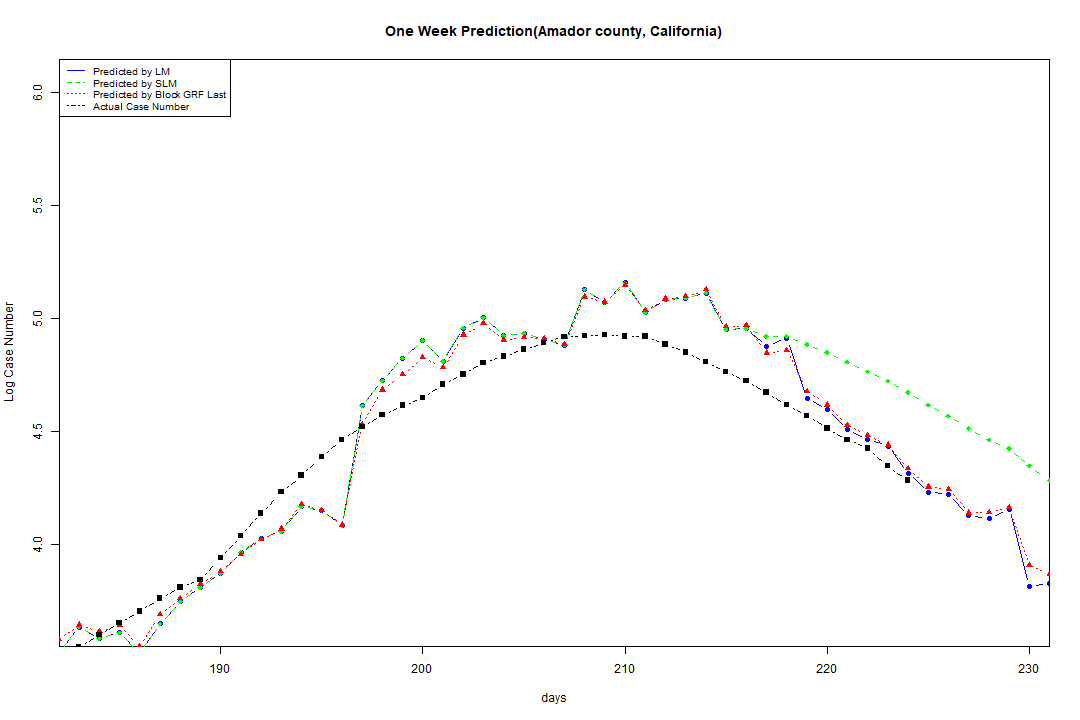 One Week Prediction(Amador county, California)
Predicted by LM
Predicted by SLM
Predicted by Block GRF Last
Actual Case Number
6.0
5.5
5.0
4.5
4.0
Log Case Number
190 200 210 220 230
days